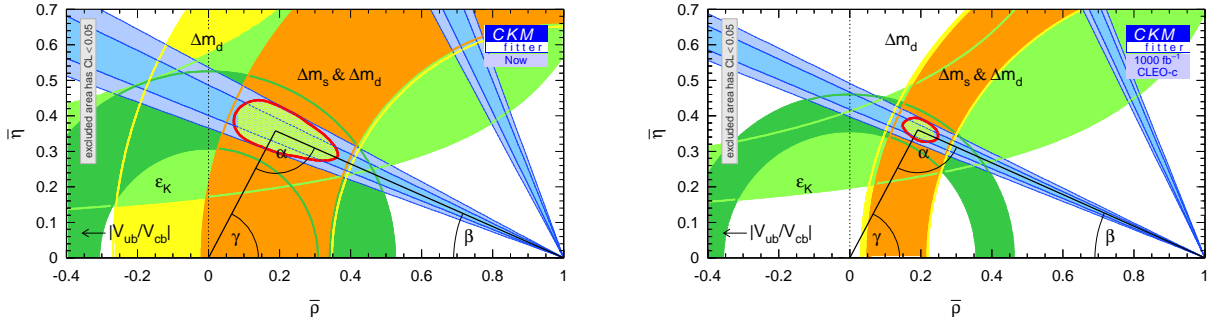 0.7
0.6
0.5
0.4
0.3
0.2
0.1
0
-0.4 -0.2 0 0.2 0.4 0.6 0.8 1
η̅
ρ̅
excluded area has CL < 0.05
Δm_d
Δm_s & Δm_d
CKM
fitter
Now
ε_K
α
|V_ub/V_cb|
γ
β
0.7
0.6
0.5
0.4
0.3
0.2
0.1
0
-0.4 -0.2 0 0.2 0.4 0.6 0.8 1
η̅
ρ̅
excluded area has CL < 0.05
Δm_d
Δm_s & Δm_d
CKM
fitter
1000 fb⁻¹
CLEO-c
ε_K
α
|V_ub/V_cb|
γ
β